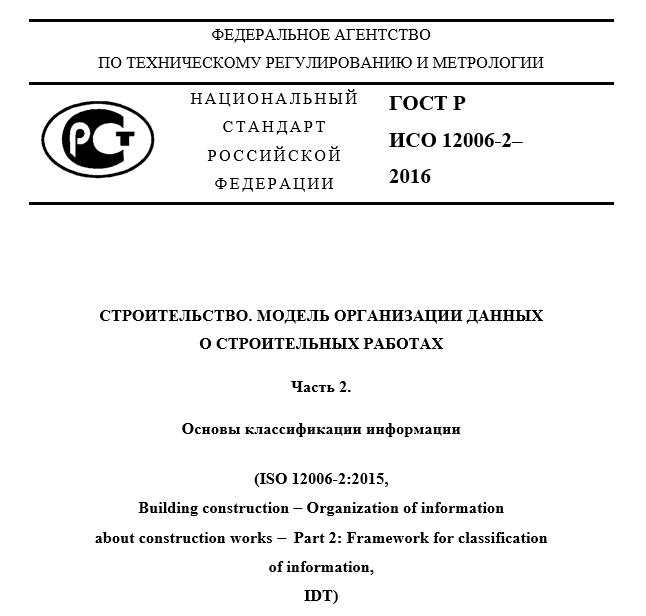 ФЕДЕРАЛЬНОЕ АГЕНТСТВО
ПО ТЕХНИЧЕСКОМУ РЕГУЛИРОВАНИЮ И МЕТРОЛОГИИ
РСТ
НАЦИОНАЛЬНЫЙ
СТАНДАРТ
РОССИЙСКОЙ
ФЕДЕРАЦИИ
ГОСТ Р
ИСО 12006-2–
2016
СТРОИТЕЛЬСТВО. МОДЕЛЬ ОРГАНИЗАЦИИ ДАННЫХ
О СТРОИТЕЛЬНЫХ РАБОТАХ
Часть 2.
Основы классификации информации
(ISO 12006-2:2015,
Building construction – Organization of information
about construction works – Part 2: Framework for classification
of information,
IDT)